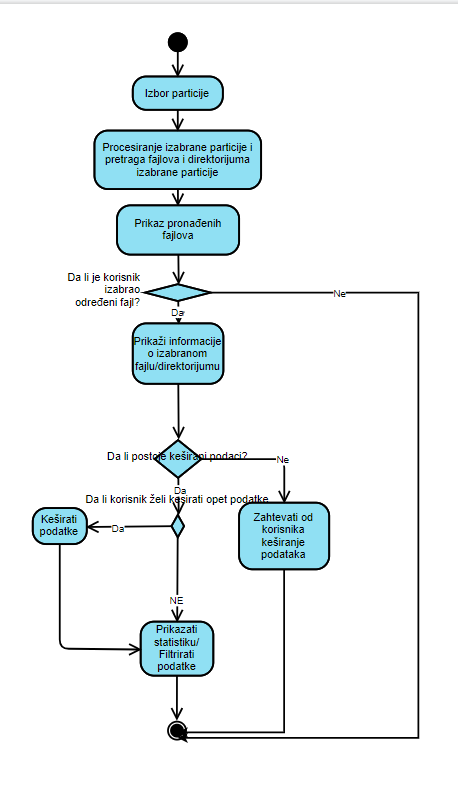 Izbor particije
Procesiranje izabrane particije i
pretraga fajlova i direktorijuma
izabrane particije
Prikaz pronađenih
fajlova
Da li je korisnik
izabrao
određeni fajl?
Ne
Da
Prikaži informacije
o izabranom
fajlu/direktorijumu
Da li postoje keširani podaci?
Ne
Da
Da li korisnik želi keširati opet podatke
Keširati
podatke
Da
Zahtevati od
korisnika
keširanje
podataka
NE
Prikazati
statistiku/
Filtrirati
podatke